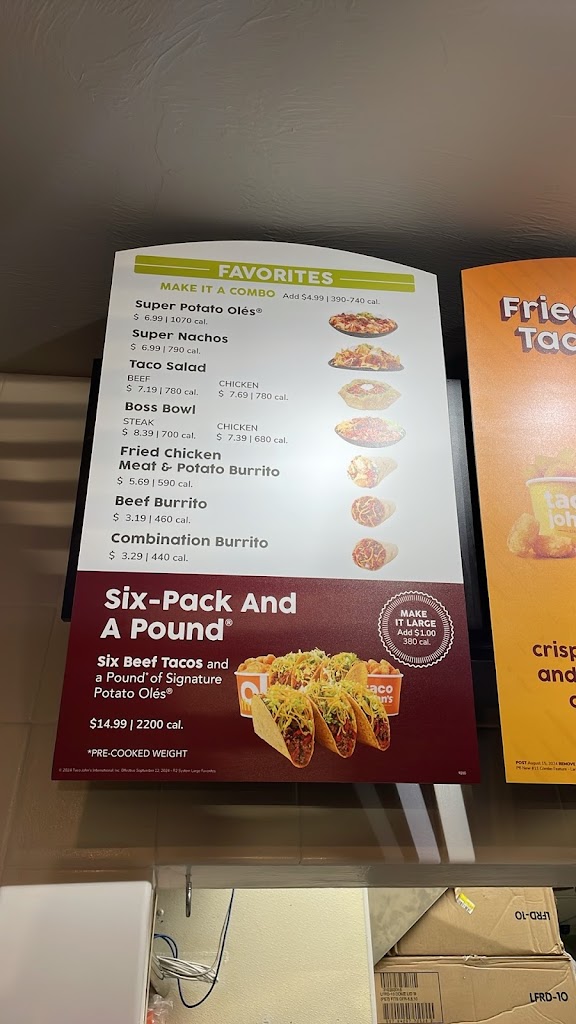 FAVORITES
MAKE IT A COMBO Add $4.99 | 390-740 cal.
Super Potato Olés®
$ 6.99 | 1070 cal.
Super Nachos
$ 6.99 | 790 cal.
Taco Salad
BEEF CHICKEN
$ 7.19 | 780 cal. $ 7.69 | 780 cal.
Boss Bowl
STEAK CHICKEN
$ 8.39 | 700 cal. $ 7.39 | 680 cal.
Fried Chicken
Meat & Potato Burrito
$ 5.69 | 590 cal.
Beef Burrito
$ 3.19 | 460 cal.
Combination Burrito
$ 3.29 | 440 cal.
Six-Pack And
A Pound®
MAKE
IT LARGE
Add $1.00
380 cal.
Six Beef Tacos and
a Pound* of Signature
Potato Olés®
$14.99 | 2200 cal.
*PRE-COOKED WEIGHT
Taco
Joh
crisp
and
LFRD-10
LFRD-10